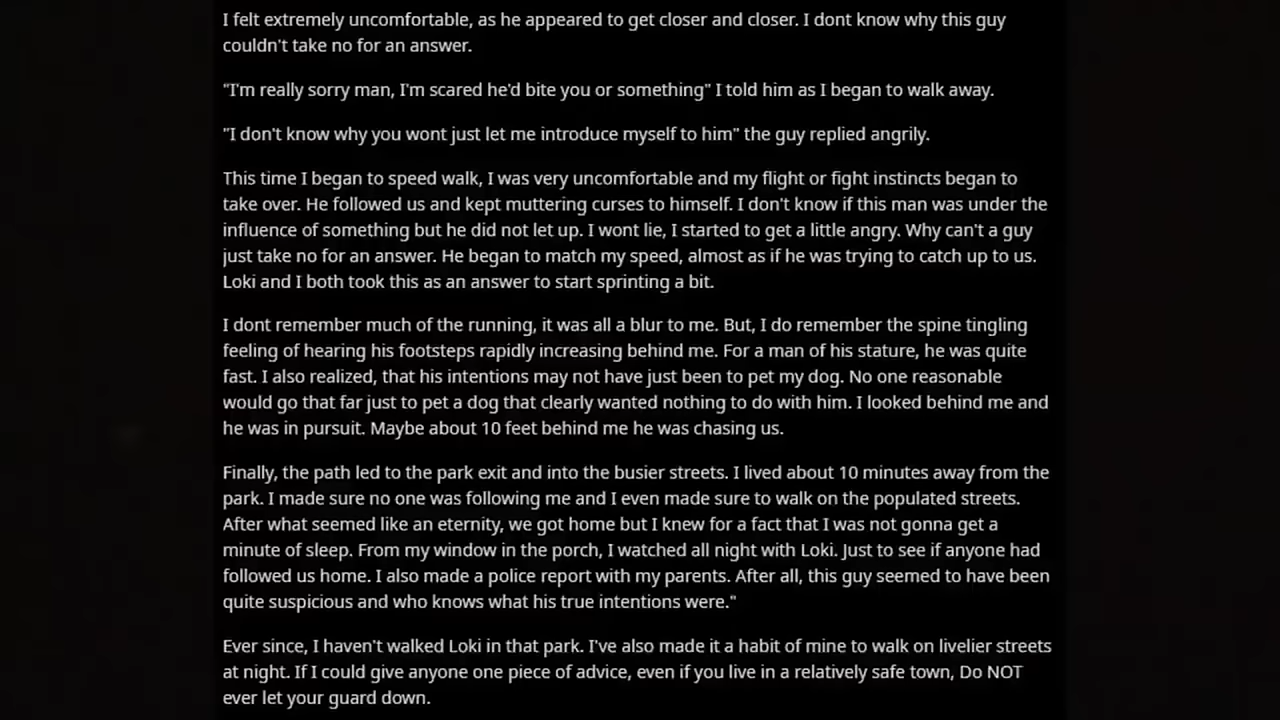 I felt extremely uncomfortable, as he appeared to get closer and closer. I dont know why this guy
couldn't take no for an answer.
"I'm really sorry man, I'm scared he'd bite you or something" I told him as I began to walk away.
"I don't know why you wont just let me introduce myself to him" the guy replied angrily.
This time I began to speed walk, I was very uncomfortable and my flight or fight instincts began to
take over. He followed us and kept muttering curses to himself. I don't know if this man was under the
influence of something but he did not let up. I wont lie, I started to get a little angry. Why can't a guy
just take no for an answer. He began to match my speed, almost as if he was trying to catch up to us.
Loki and I both took this as an answer to start sprinting a bit.
I dont remember much of the running, it was all a blur to me. But, I do remember the spine tingling
feeling of hearing his footsteps rapidly increasing behind me. For a man of his stature, he was quite
fast. I also realized, that his intentions may not have just been to pet my dog. No one reasonable
would go that far just to pet a dog that clearly wanted nothing to do with him. I looked behind me and
he was in pursuit. Maybe about 10 feet behind me he was chasing us.
Finally, the path led to the park exit and into the busier streets. I lived about 10 minutes away from the
park. I made sure no one was following me and I even made sure to walk on the populated streets.
After what seemed like an eternity, we got home but I knew for a fact that I was not gonna get a
minute of sleep. From my window in the porch, I watched all night with Loki. Just to see if anyone had
followed us home. I also made a police report with my parents. After all, this guy seemed to have been
quite suspicious and who knows what his true intentions were."
Ever since, I haven't walked Loki in that park. I've also made it a habit of mine to walk on livelier streets
at night. If I could give anyone one piece of advice, even if you live in a relatively safe town, Do NOT
ever let your guard down.